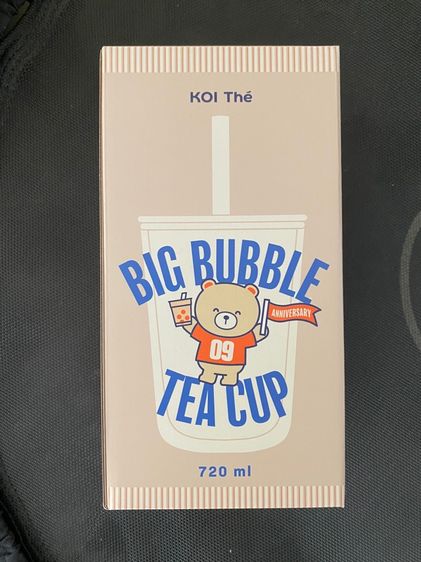 KOI Thé
BIG BUBBLE
ANNIVERSARY
09
TEA CUP
720 ml